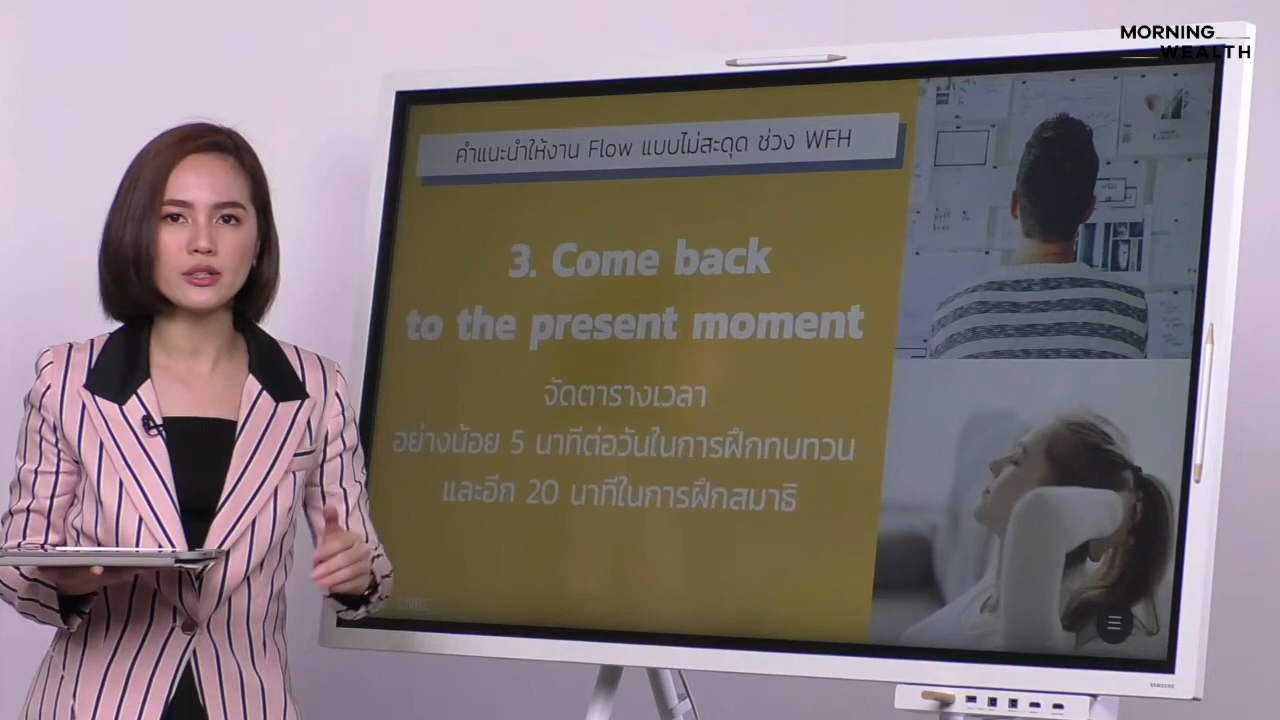 MORNING
WEALTH
คำแนะนำให้งาน Flow แบบไม่สะดุด ช่วง WFH
3. Come back
to the present moment
จัดตารางเวลา
อย่างน้อย 5 นาทีต่อวันในการฝึกทบทวน
และอีก 20 นาทีในการฝึกสมาธิ
CNBC
SAMSUNG